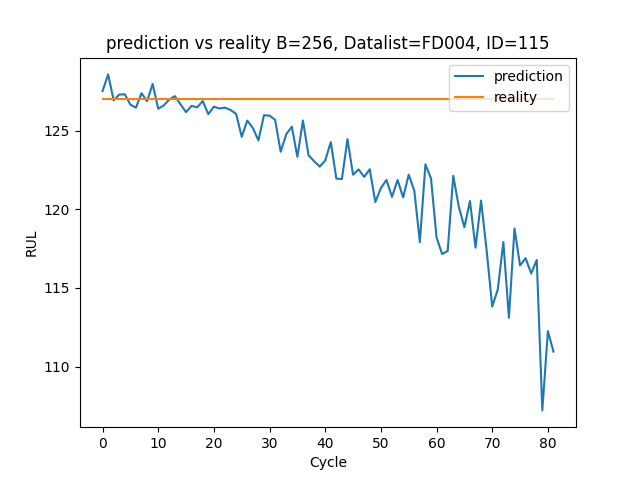 prediction vs reality B=256, Datalist=FD004, ID=115
prediction
reality
125
120
115
110
RUL
0 10 20 30 40 50 60 70 80
Cycle